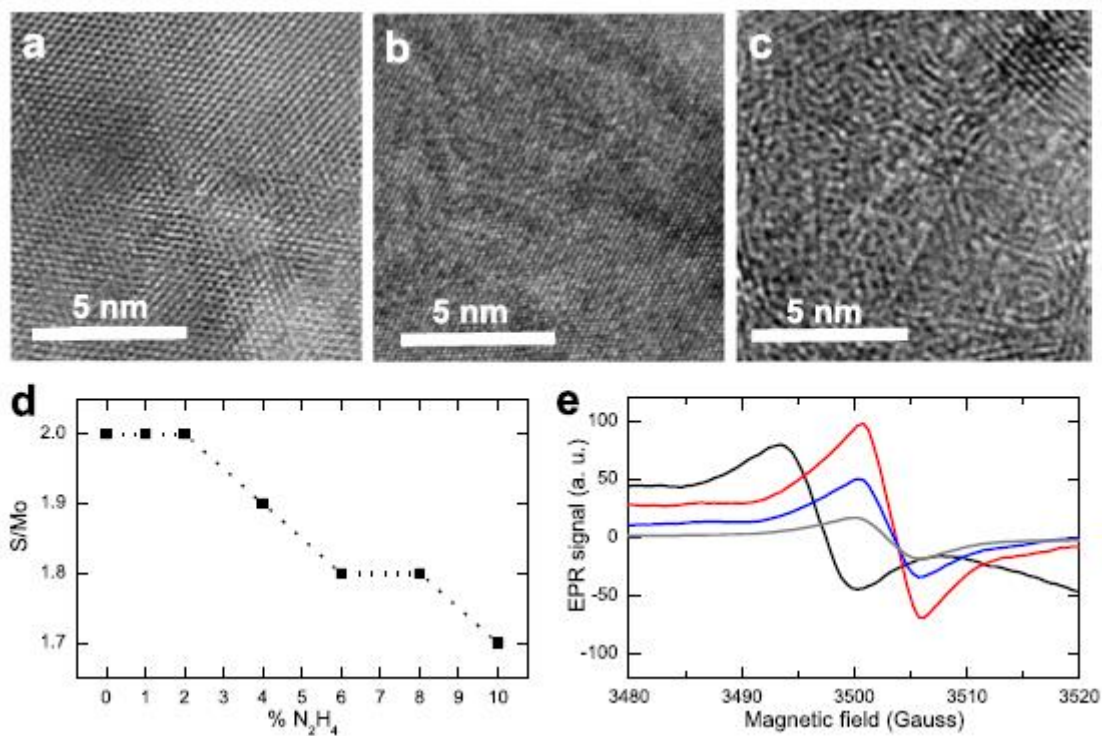 a
b
c
5 nm
5 nm
5 nm
d
S/Mo
2.0
1.9
1.8
1.7
0 1 2 3 4 5 6 7 8 9 10
% N₂H₄
e
EPR signal (a. u.)
100
50
0
-50
-100
3480 3490 3500 3510 3520
Magnetic field (Gauss)